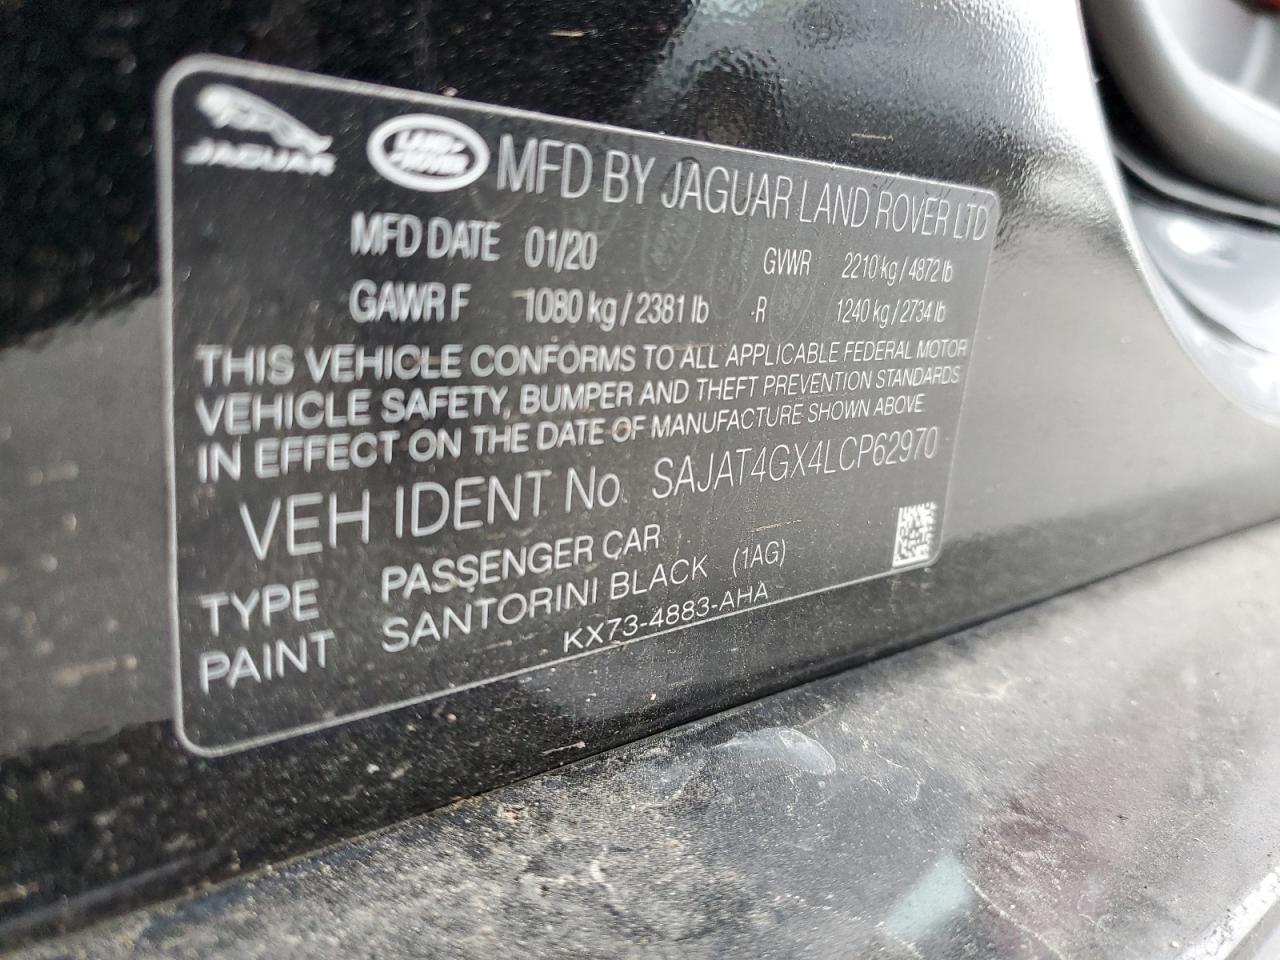 JAGUAR LAND ROVER MFD BY JAGUAR LAND ROVER LTD
MFD DATE 01/20 GVWR 2210 kg / 4872 lb
GAWR F 1080 kg / 2381 lb -R 1240 kg / 2734 lb
THIS VEHICLE CONFORMS TO ALL APPLICABLE FEDERAL MOTOR
VEHICLE SAFETY, BUMPER AND THEFT PREVENTION STANDARDS
IN EFFECT ON THE DATE OF MANUFACTURE SHOWN ABOVE
VEH IDENT No. SAJAT4GX4LCP62970
TYPE PASSENGER CAR
PAINT SANTORINI BLACK (1AG)
KX73-4883-AHA